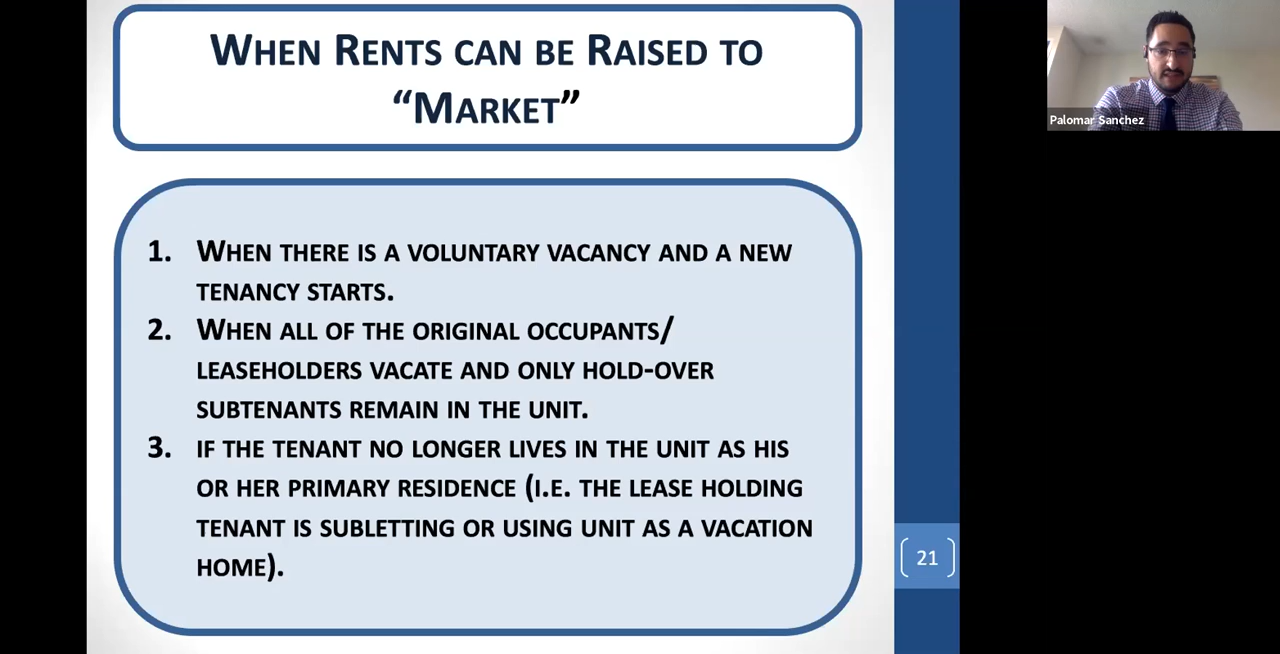 WHEN RENTS CAN BE RAISED TO
“MARKET”
1. WHEN THERE IS A VOLUNTARY VACANCY AND A NEW
TENANCY STARTS.
2. WHEN ALL OF THE ORIGINAL OCCUPANTS/
LEASEHOLDERS VACATE AND ONLY HOLD-OVER
SUBTENANTS REMAIN IN THE UNIT.
3. IF THE TENANT NO LONGER LIVES IN THE UNIT AS HIS
OR HER PRIMARY RESIDENCE (I.E. THE LEASE HOLDING
TENANT IS SUBLETTING OR USING UNIT AS A VACATION
HOME).
21
Palomar Sanchez